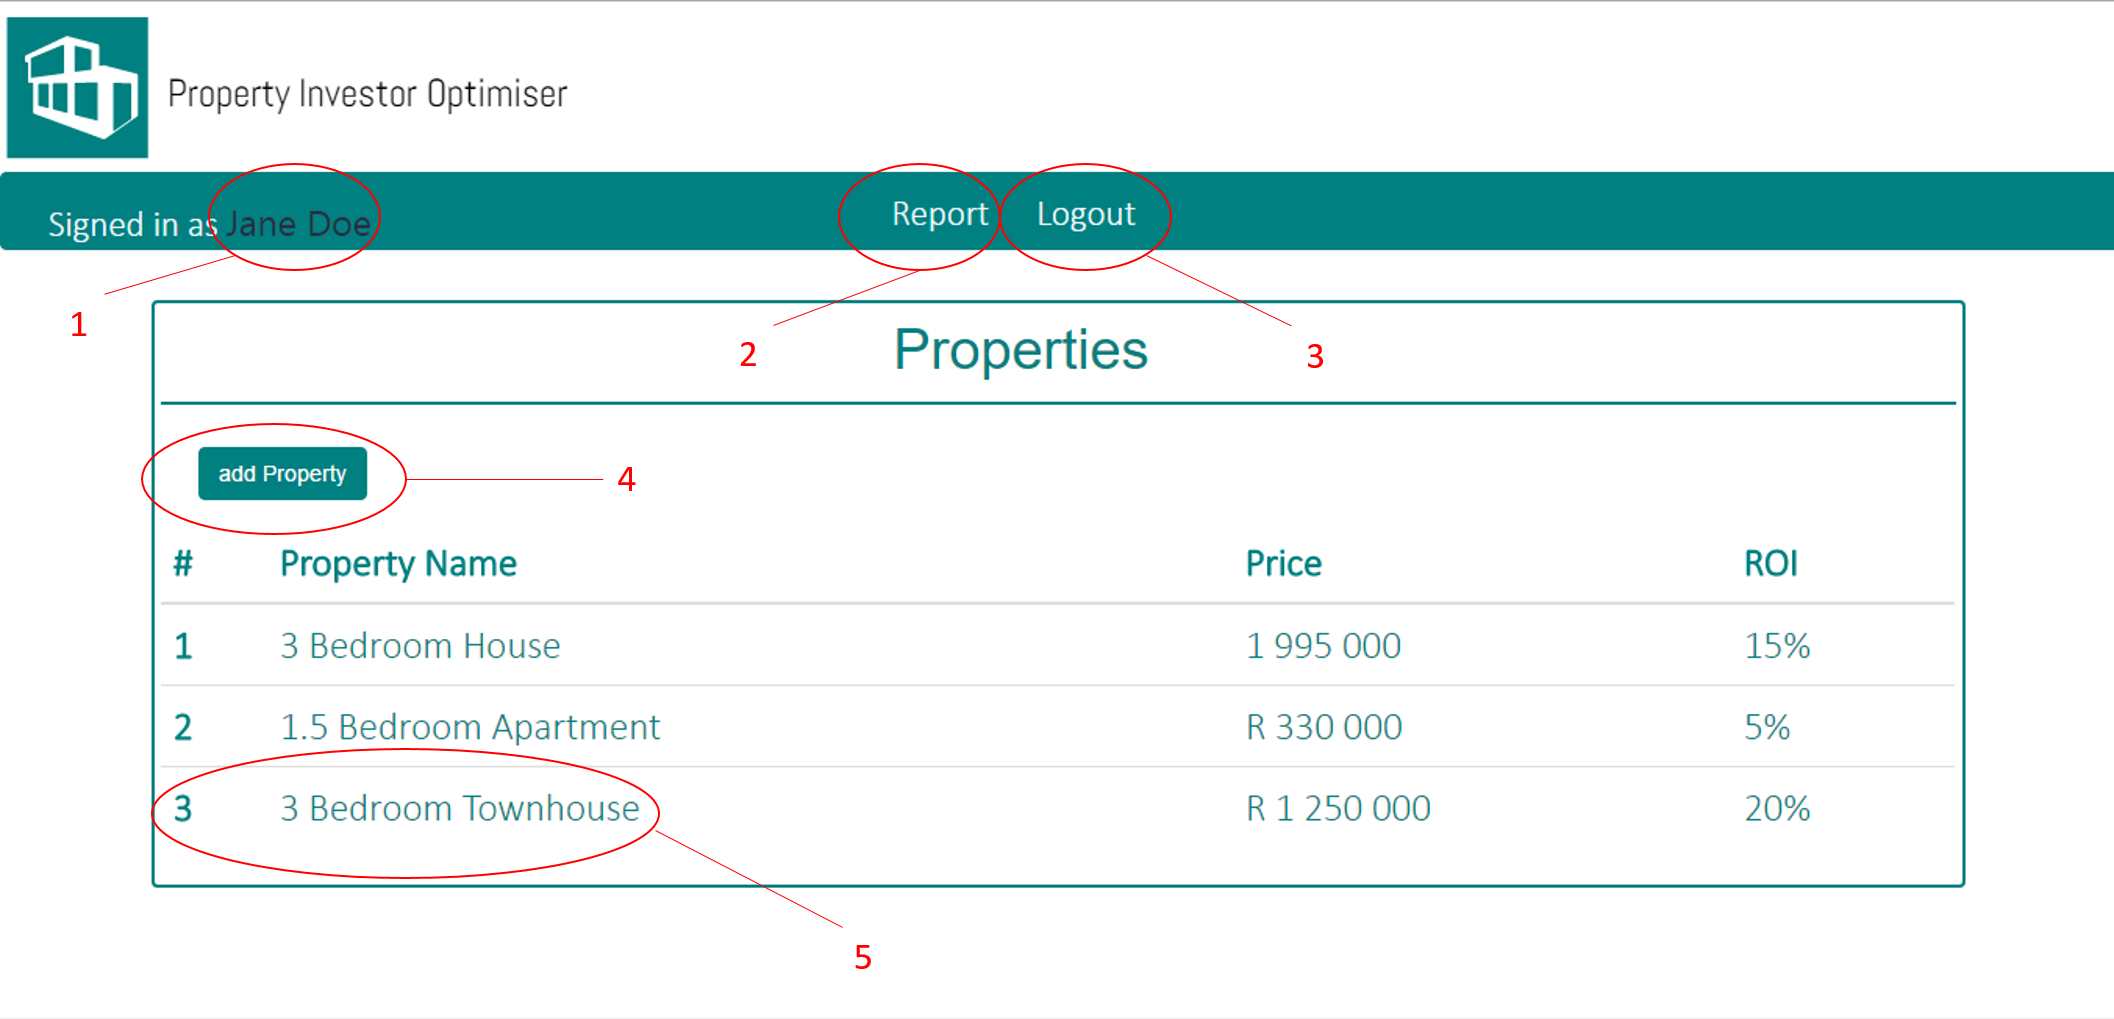 Property Investor Optimiser
Signed in as Jane Doe
Report
Logout
1
2
3
Properties
add Property
4
# Property Name Price ROI
1 3 Bedroom House 1 995 000 15%
2 1.5 Bedroom Apartment R 330 000 5%
3 3 Bedroom Townhouse R 1 250 000 20%
5